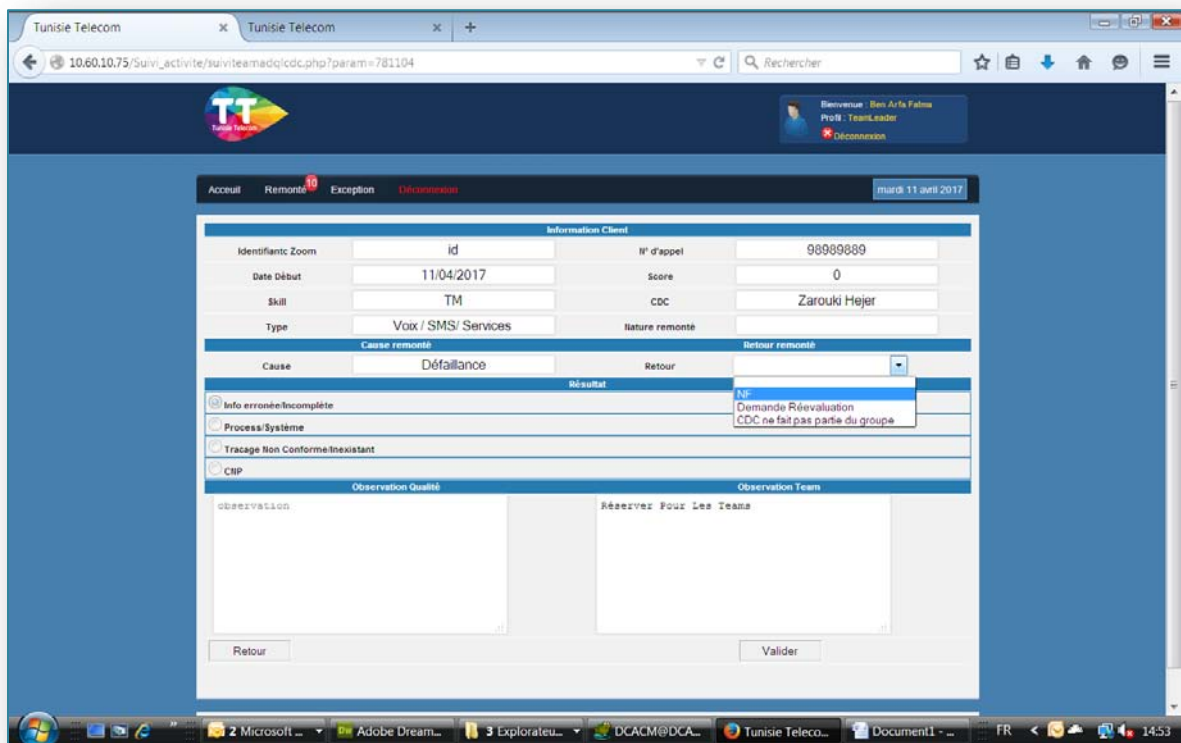 Tunisie Telecom × Tunisie Telecom × +
10.60.10.75/Suivi_activite/suiviteamadqlcdc.php?param=781104 Rechercher
TT
Tunisie Telecom
Bienvenue : Ben Arfa Fatma
Profil : TeamLeader
Déconnexion
Acceuil Remonté 10 Exception Déconnexion mardi 11 avril 2017
Information Client
Identifiantc Zoom id N° d'appel 98989889
Date Début 11/04/2017 Score 0
Skill TM CDC Zarouki Hejer
Type Voix / SMS/ Services Nature remonté
Cause remonté Retour remonté
Cause Défaillance Retour
Résultat
NF
Demande Réevaluation
CDC ne fait pas partie du groupe
Info erronée/Incomplète
Process/Système
Tracage Non Conforme/Inexistant
CNP
Observation Qualité Observation Team
observation Réserver Pour Les Teams
Retour Valider
2 Microsoft ... Adobe Dream... 3 Explorateu... DCACM@DCA... Tunisie Teleco... Document1 - ... FR 14:53